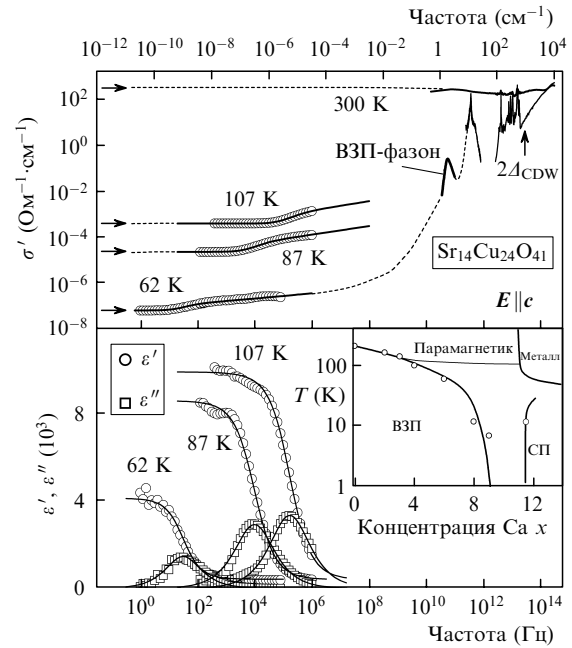 Частота (см⁻¹)
10⁻¹² 10⁻¹⁰ 10⁻⁸ 10⁻⁶ 10⁻⁴ 10⁻² 1 10² 10⁴
σ′ (Ом⁻¹·см⁻¹)
10²
10⁰
10⁻²
10⁻⁴
10⁻⁶
10⁻⁷
10⁻⁸
300 K
ВЗП-фазон
2Δ_CDW
107 K
87 K
62 K
Sr₁₄Cu₂₄O₄₁
E∥c
ε′, ε″ (10³)
8
4
0
ε′
ε″
107 K
87 K
62 K
Парамагнетик
Металл
T (K)
100
10
1
ВЗП
СП
0 4 8 12
Концентрация Ca x
10⁰ 10² 10⁴ 10⁶ 10⁸ 10¹⁰ 10¹² 10¹⁴
Частота (Гц)